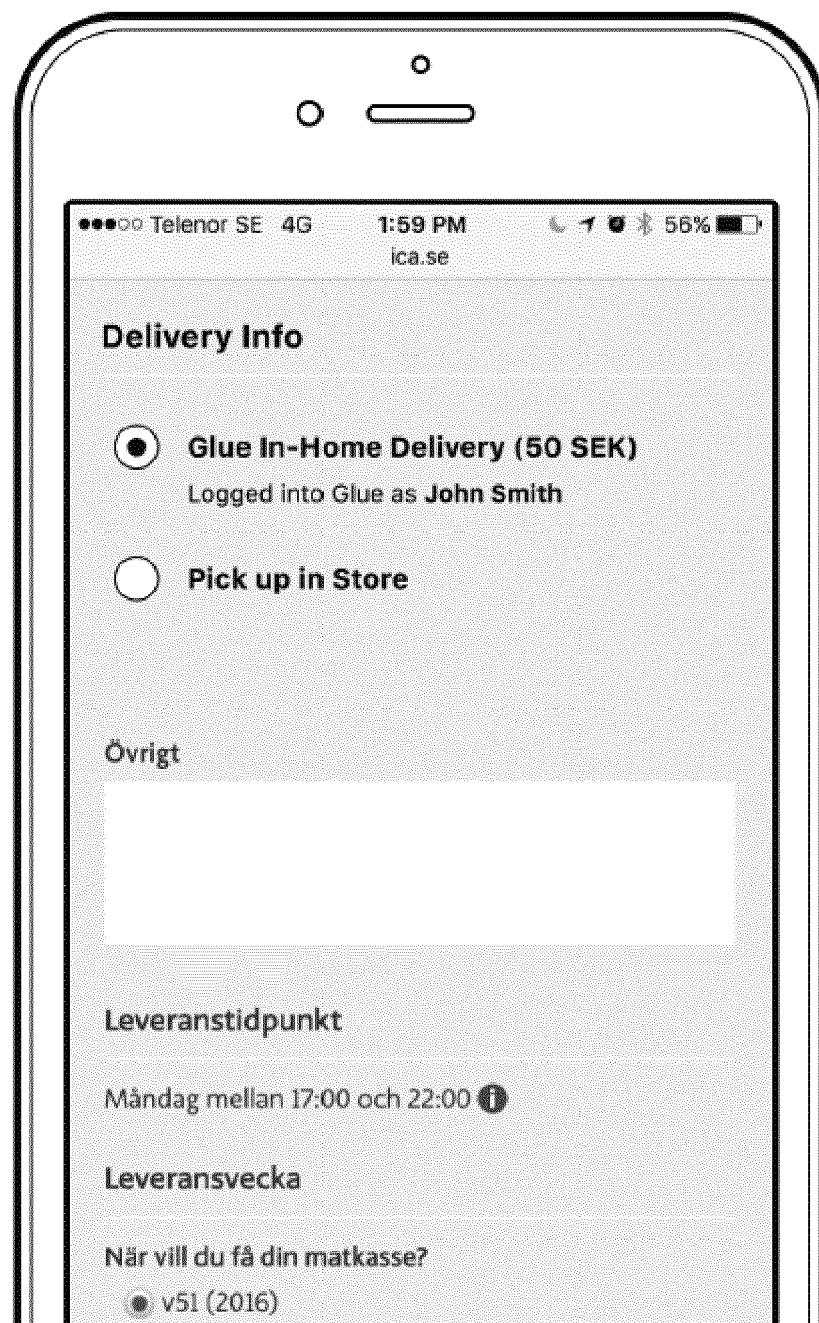 Telenor SE 4G 1:59 PM 56%
ica.se
Delivery Info
Glue In-Home Delivery (50 SEK)
Logged into Glue as John Smith
Pick up in Store
Övrigt
Leveranstidpunkt
Måndag mellan 17:00 och 22:00
Leveransvecka
När vill du få din matkasse?
v51 (2016)